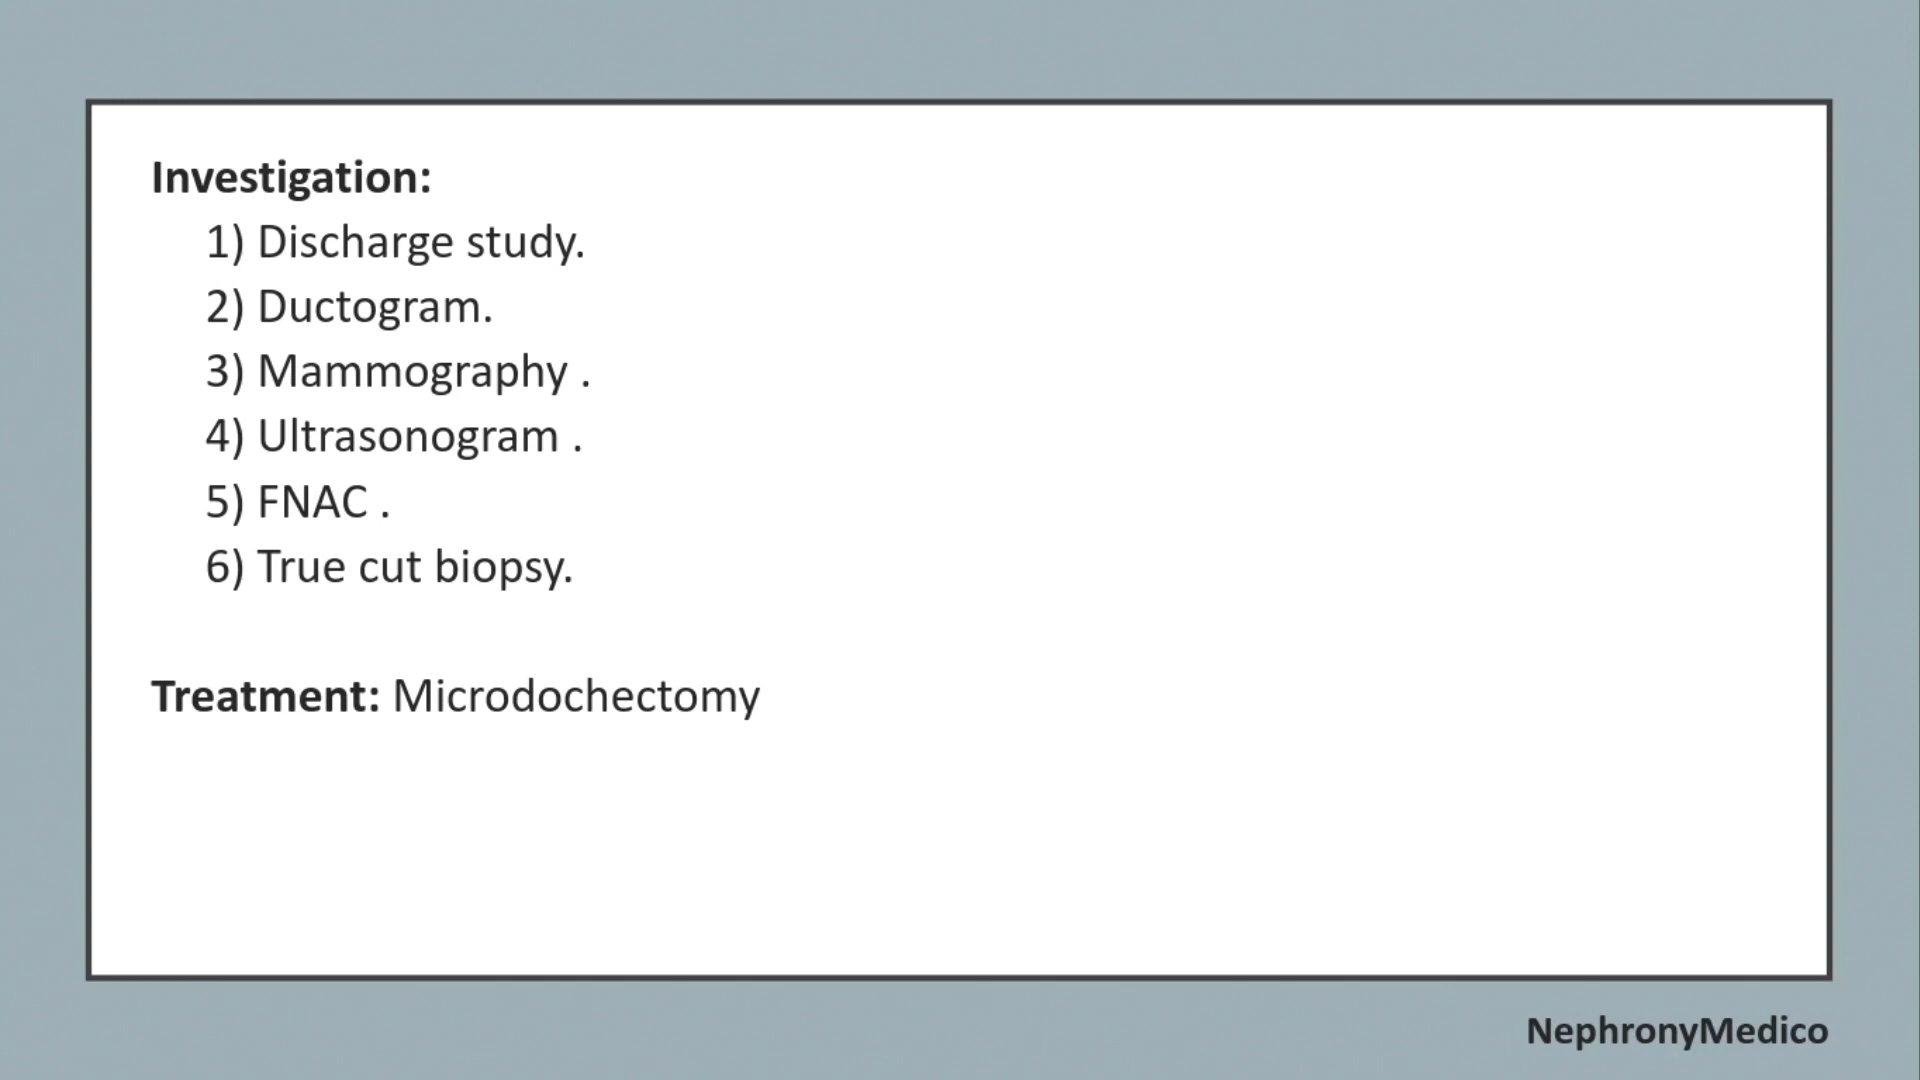 Investigation:
1) Discharge study.
2) Ductogram.
3) Mammography .
4) Ultrasonogram .
5) FNAC .
6) True cut biopsy.
Treatment: Microdochectomy
NephronyMedico